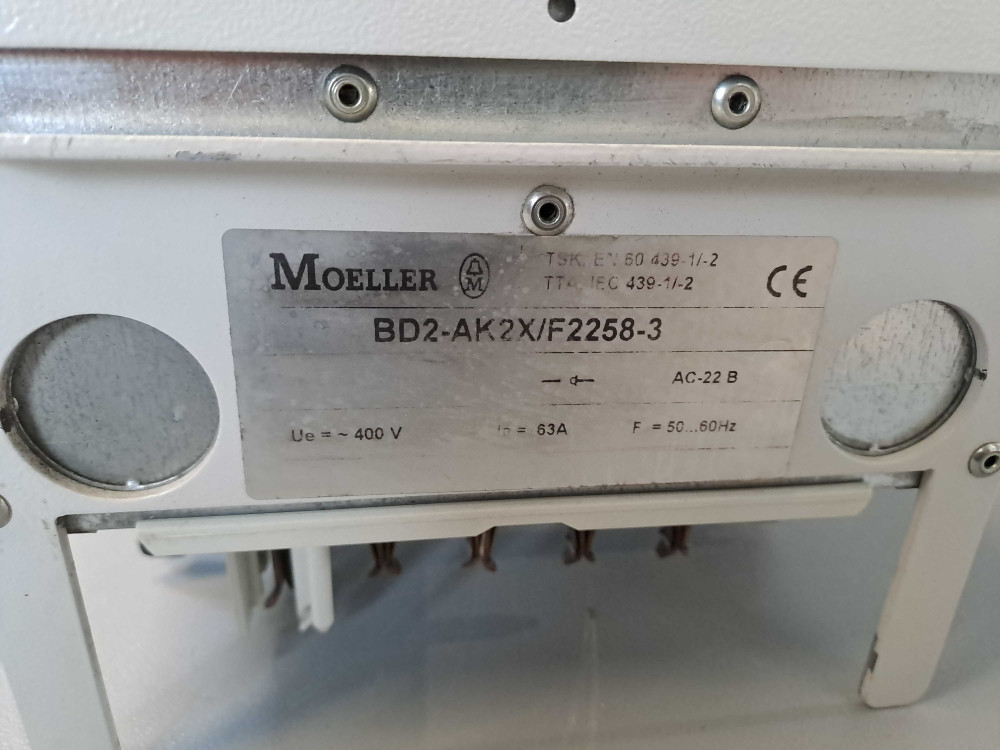 MOELLER M
TSK, EN 60 439-1/-2
TTA, IEC 439-1/-2
CE
BD2-AK2X/F2258-3
AC-22 B
Ue = ~ 400 V
= 63A
F = 50...60Hz